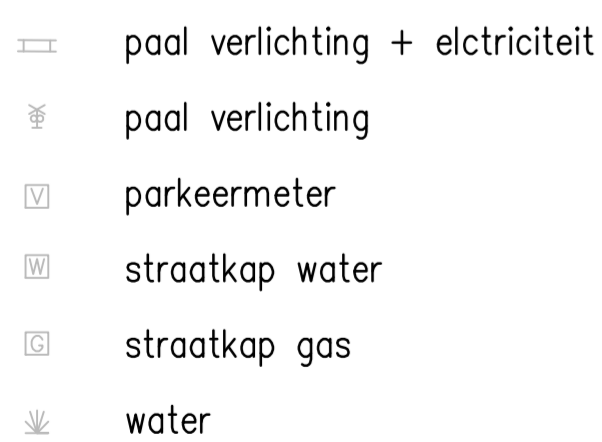 paal verlichting + elctriciteit
paal verlichting
V parkeermeter
W straatkap water
G straatkap gas
water